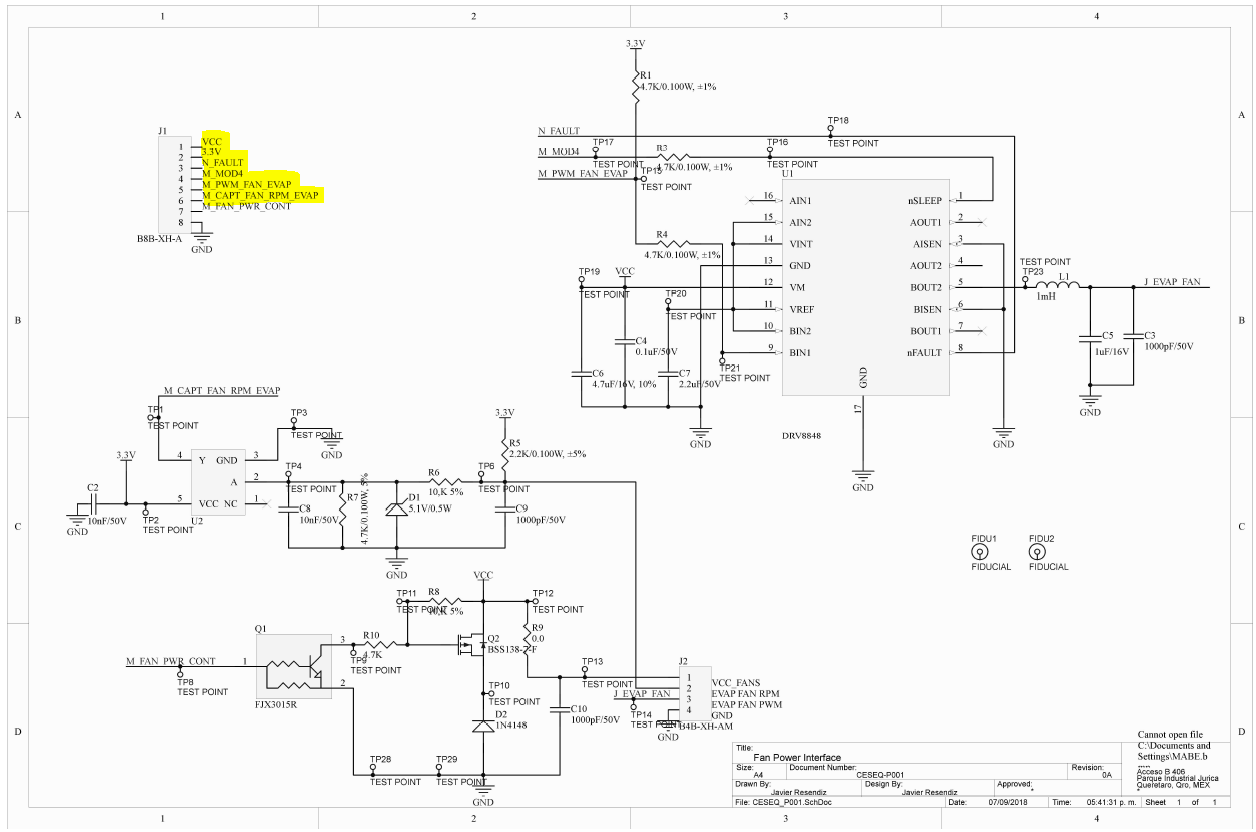 1 2 3 4
A
A
B
B
C
C
D
D
1 2 3 4
J1
1 VCC
2 3.3V
3 N_FAULT
4 M_MOD4
5 M_PWM_FAN_EVAP
6 M_CAPT_FAN_RPM_EVAP
7 M_FAN_PWR_CONT
8
B8B-XH-A
GND
3.3V
R1
4.7K/0.100W, ±1%
N_FAULT
TP18
TEST POINT
M_MOD4
TP17
TEST POINT
R3
4.7K/0.100W, ±1%
TP16
TEST POINT
M_PWM_FAN_EVAP
TEST POINT
R4
4.7K/0.100W, ±1%
U1
16 AIN1 nSLEEP 1
15 AIN2 AOUT1 2
14 VINT AISEN 3
13 GND AOUT2 4
12 VM BOUT2 5
11 VREF BISEN 6
10 BIN2 BOUT1 7
9 BIN1 nFAULT 8
GND
17
DRV8848
GND
GND
GND
TP19
TEST POINT
VCC
TP20
TEST POINT
C4
0.1uF/50V
C6
4.7uF/16V, 10%
C7
2.2uF/50V
TP21
TEST POINT
TEST POINT
TP23
L1
1mH
J_EVAP_FAN
C5
1uF/16V
C3
1000pF/50V
GND
M_CAPT_FAN_RPM_EVAP
TP1
TEST POINT
TP3
TEST POINT
GND
3.3V
4 Y GND 3
A 2
5 VCC NC 1
U2
C2
10nF/50V
GND
TP2
TEST POINT
TP4
TEST POINT
C8
10nF/50V
R7
4.7K/0.100W, 5%
D1
5,1V/0,5W
R6
10,K 5%
TP6
TEST POINT
3.3V
R5
2.2K/0.100W, ±5%
C9
1000pF/50V
GND
FIDU1
FIDUCIAL
FIDU2
FIDUCIAL
VCC
TP11
TEST POINT
R8
10,K 5%
TP12
TEST POINT
Q1
M_FAN_PWR_CONT
1
3
2
TP8
TEST POINT
FJX3015R
R10
4.7K
TP9
TEST POINT
Q2
BSS138-7-F
R9
0.0
TP10
TEST POINT
D2
1N4148
C10
1000pF/50V
TP13
TEST POINT
J_EVAP_FAN
TP14
TEST POINT
GND
J2
1 VCC_FANS
2 EVAP FAN RPM
3 EVAP FAN PWM
4 GND
B4B-XH-AM
TP28
TEST POINT
TP29
TEST POINT
GND
Title:
Fan Power Interface
Size: A4 Document Number: CESEQ-P001 Revision: 0A
Drawn By: Javier Resendiz Design By: Javier Resendiz Approved: *
File: CESEQ_P001.SchDoc Date: 07/09/2018 Time: 05:41:31 p. m. Sheet 1 of 1
Cannot open file
C:\Documents and
Settings\MABE.b
Acceso B 406
Parque Industrial Jurica
Queretaro, Qro, MEX
*